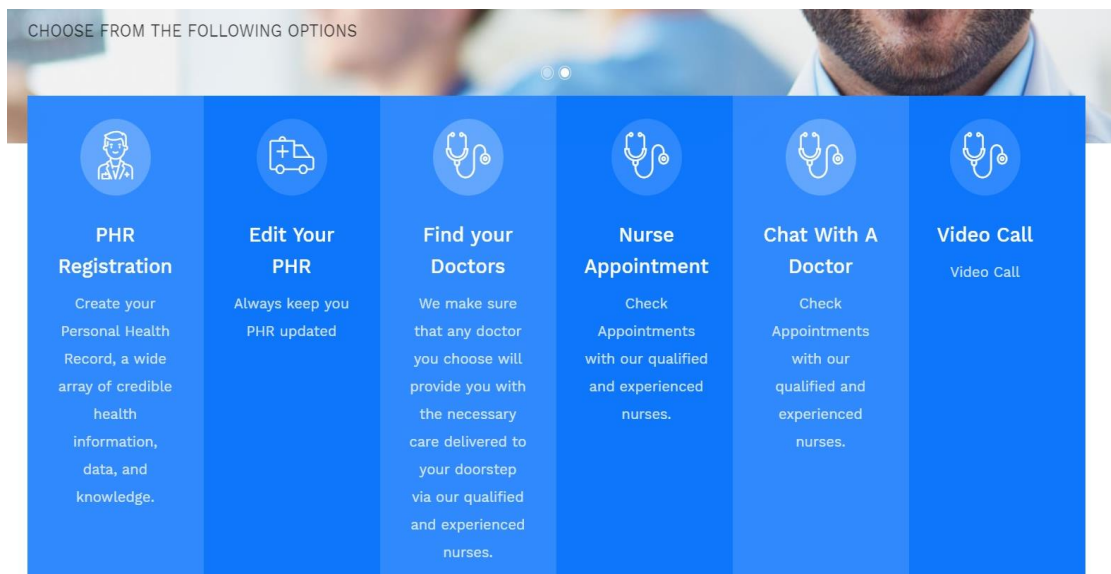 CHOOSE FROM THE FOLLOWING OPTIONS
PHR
Registration
Create your
Personal Health
Record, a wide
array of credible
health
information,
data, and
knowledge.
Edit Your
PHR
Always keep you
PHR updated
Find your
Doctors
We make sure
that any doctor
you choose will
provide you with
the necessary
care delivered to
your doorstep
via our qualified
and experienced
nurses.
Nurse
Appointment
Check
Appointments
with our qualified
and experienced
nurses.
Chat With A
Doctor
Check
Appointments
with our
qualified and
experienced
nurses.
Video Call
Video Call